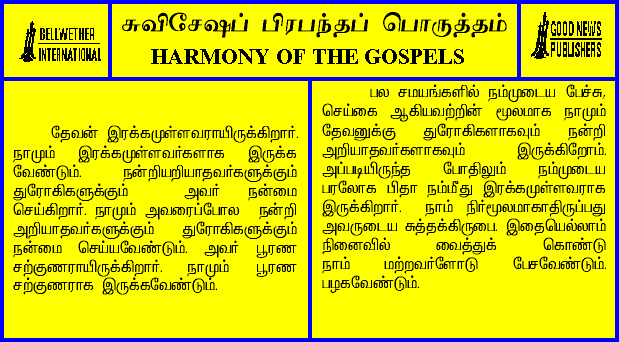 BELLWETHER
INTERNATIONAL
சுவிசேஷப் பிரபந்தப் பொருத்தம்
HARMONY OF THE GOSPELS
GOOD NEWS
PUBLISHERS
தேவன் இரக்கமுள்ளவராயிருக்கிறார்.
நாமும் இரக்கமுள்ளவர்களாக இருக்க
வேண்டும். நன்றியறியாதவர்களுக்கும்
துரோகிகளுக்கும் அவர் நன்மை
செய்கிறார். நாமும் அவரைப்போல நன்றி
அறியாதவர்களுக்கும் துரோகிகளுக்கும்
நன்மை செய்யவேண்டும். அவர் பூரண
சற்குணராயிருக்கிறார். நாமும் பூரண
சற்குணராக இருக்கவேண்டும்.
பல சமயங்களில் நம்முடைய பேச்சு,
செய்கை ஆகியவற்றின் மூலமாக நாமும்
தேவனுக்கு துரோகிகளாகவும் நன்றி
அறியாதவர்களாகவும் இருக்கிறோம்.
அப்படியிருந்த போதிலும் நம்முடைய
பரலோக பிதா நம்மீது இரக்கமுள்ளவராக
இருக்கிறார். நாம் நிர்மூலமாகாதிருப்பது
அவருடைய சுத்தக்கிருபை. இதையெல்லாம்
நினைவில் வைத்துக் கொண்டு
நாம் மற்றவர்ளோடு பேசவேண்டும்.
பழகவேண்டும்.